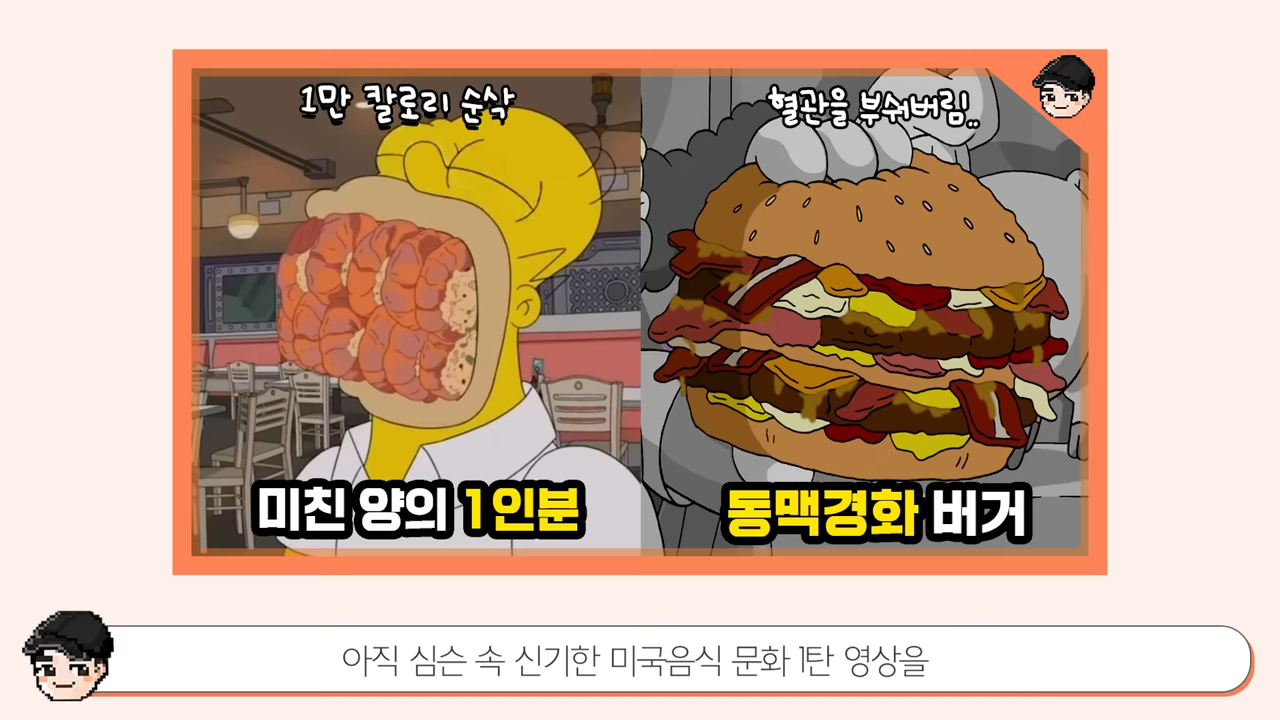 1만 칼로리 순삭
혈관을 부숴버림..
미친 양의 1인분
동맥경화 버거
아직 심슨 속 신기한 미국음식 문화 1탄 영상을